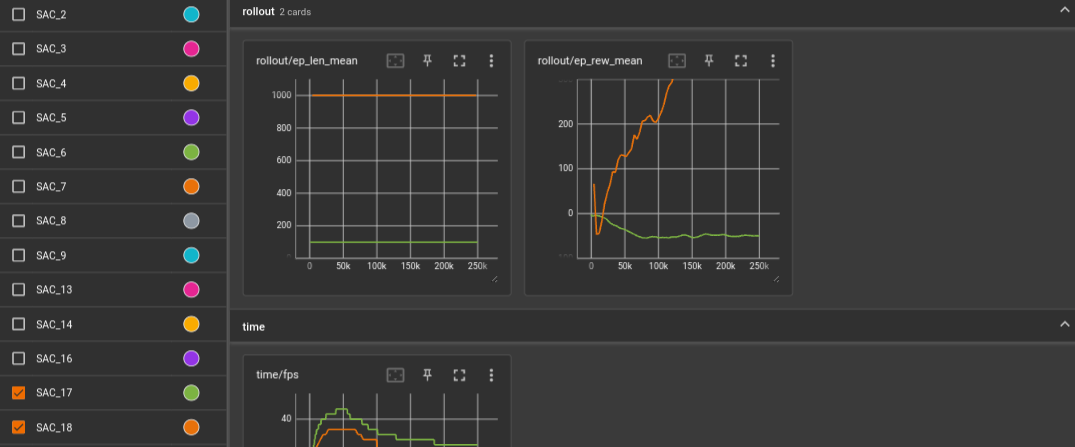 SAC_2
SAC_3
SAC_4
SAC_5
SAC_6
SAC_7
SAC_8
SAC_9
SAC_13
SAC_14
SAC_16
SAC_17
SAC_18
rollout 2 cards
rollout/ep_len_mean
1000
800
600
400
200
0 50k 100k 150k 200k 250k
rollout/ep_rew_mean
200
100
0
0 50k 100k 150k 200k 250k
time
time/fps
40